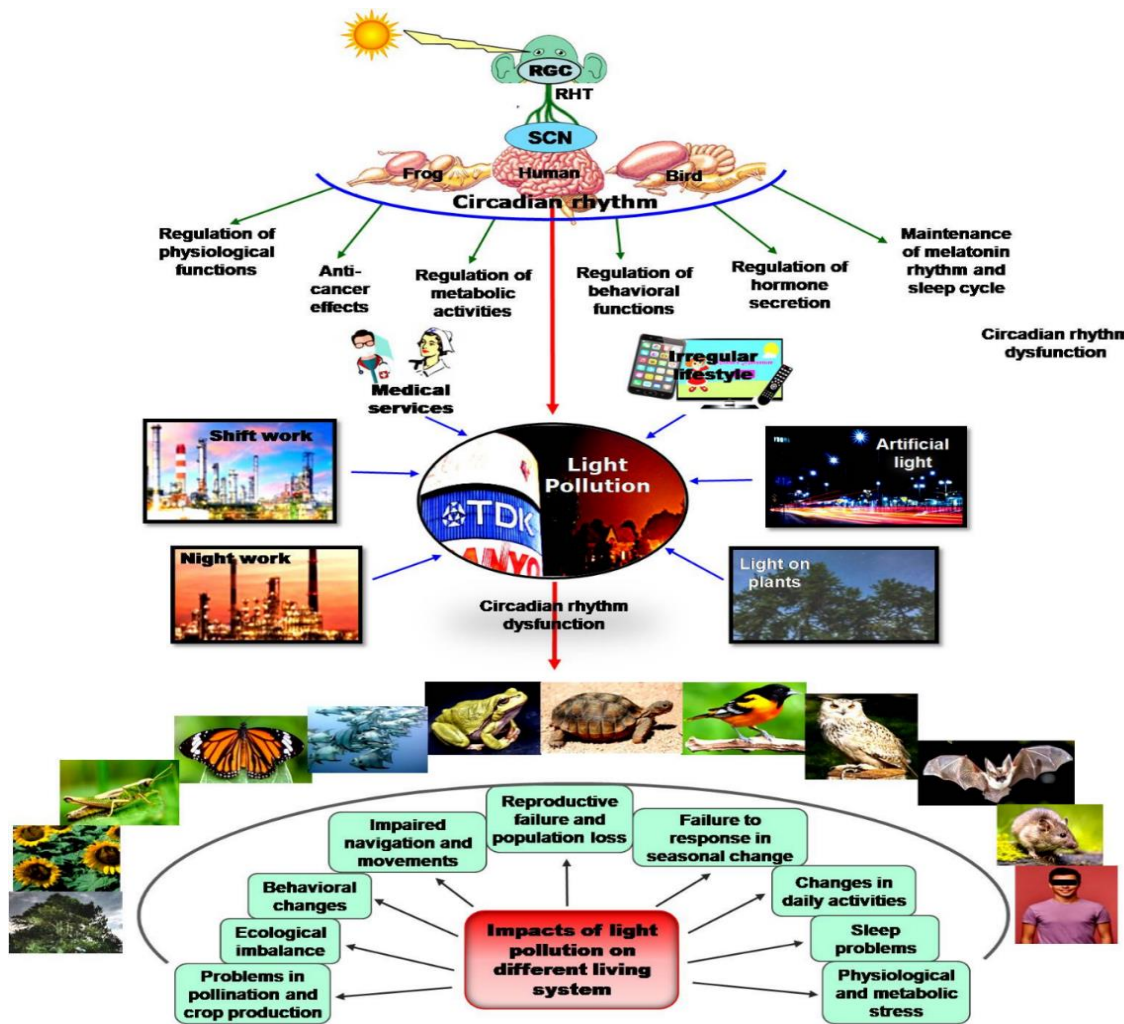 RGC
RHT
SCN
Frog
Human
Bird
Circadian rhythm
Regulation of
physiological
functions
Anti-
cancer
effects
Regulation of
metabolic
activities
Regulation of
behavioral
functions
Regulation of
hormone
secretion
Maintenance
of melatonin
rhythm and
sleep cycle
Circadian rhythm
dysfunction
Medical
services
Irregular
lifestyle
Shift work
Light
Pollution
TDK
ANYO
Artificial
light
Night work
Light on
plants
Circadian rhythm
dysfunction
Reproductive
failure and
population loss
Impaired
navigation and
movements
Failure to
response in
seasonal change
Behavioral
changes
Changes in
daily activities
Ecological
imbalance
Sleep
problems
Problems in
pollination and
crop production
Physiological
and metabolic
stress
Impacts of light
pollution on
different living
system